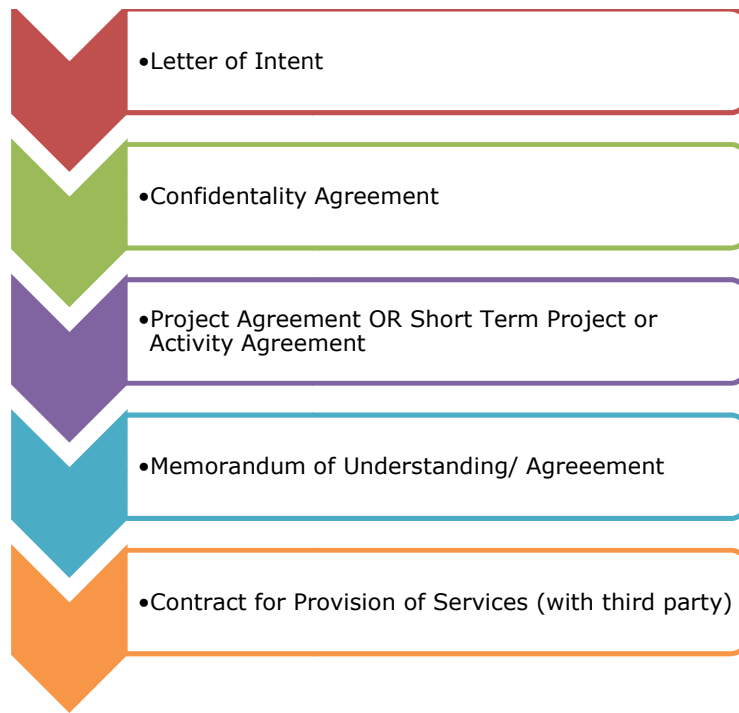 •Letter of Intent
•Confidentality Agreement
•Project Agreement OR Short Term Project or
Activity Agreement
•Memorandum of Understanding/ Agreeement
•Contract for Provision of Services (with third party)